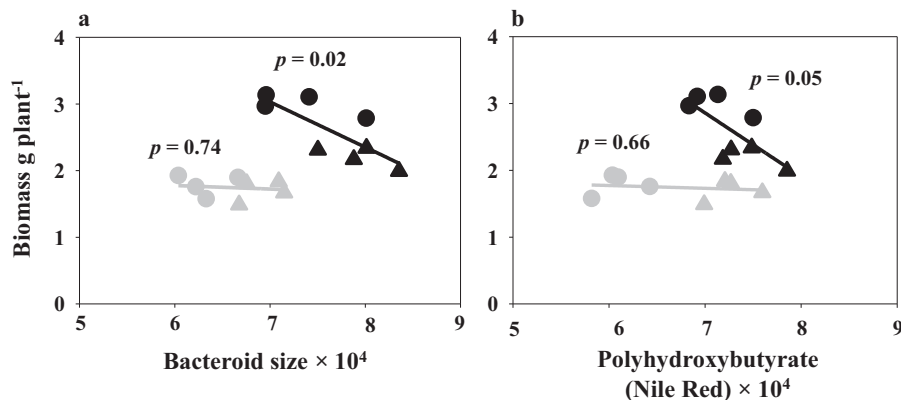 a
b
4
3
2
1
0
p = 0.02
p = 0.74
5 6 7 8 9
Biomass g plant⁻¹
Bacteroid size × 10⁴
4
3
2
1
0
p = 0.05
p = 0.66
5 6 7 8 9
Polyhydroxybutyrate
(Nile Red) × 10⁴